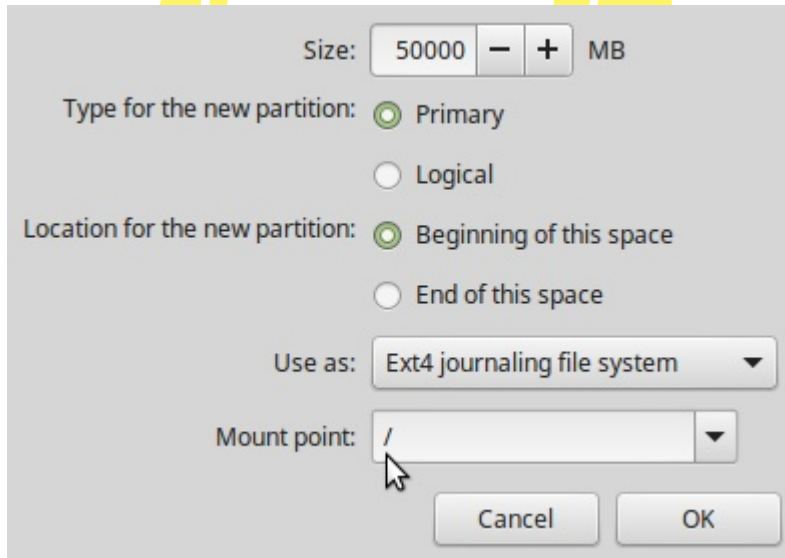 Size: 50000 − + MB
Type for the new partition: Primary
Logical
Location for the new partition: Beginning of this space
End of this space
Use as: Ext4 journaling file system
Mount point: /
Cancel OK